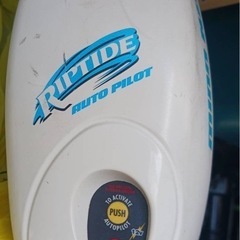 RIPTIDE
AUTO PILOT
TO ACTIVATE
PUSH
AUTOPILOT